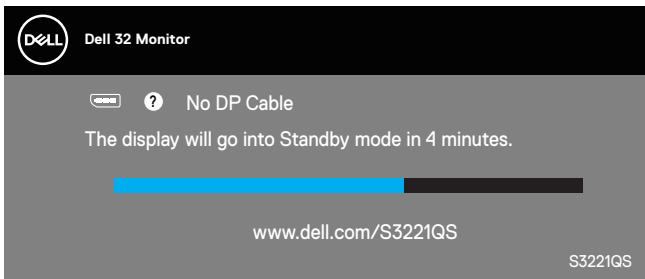 DELL
Dell 32 Monitor
? No DP Cable
The display will go into Standby mode in 4 minutes.
www.dell.com/S3221QS
S3221QS